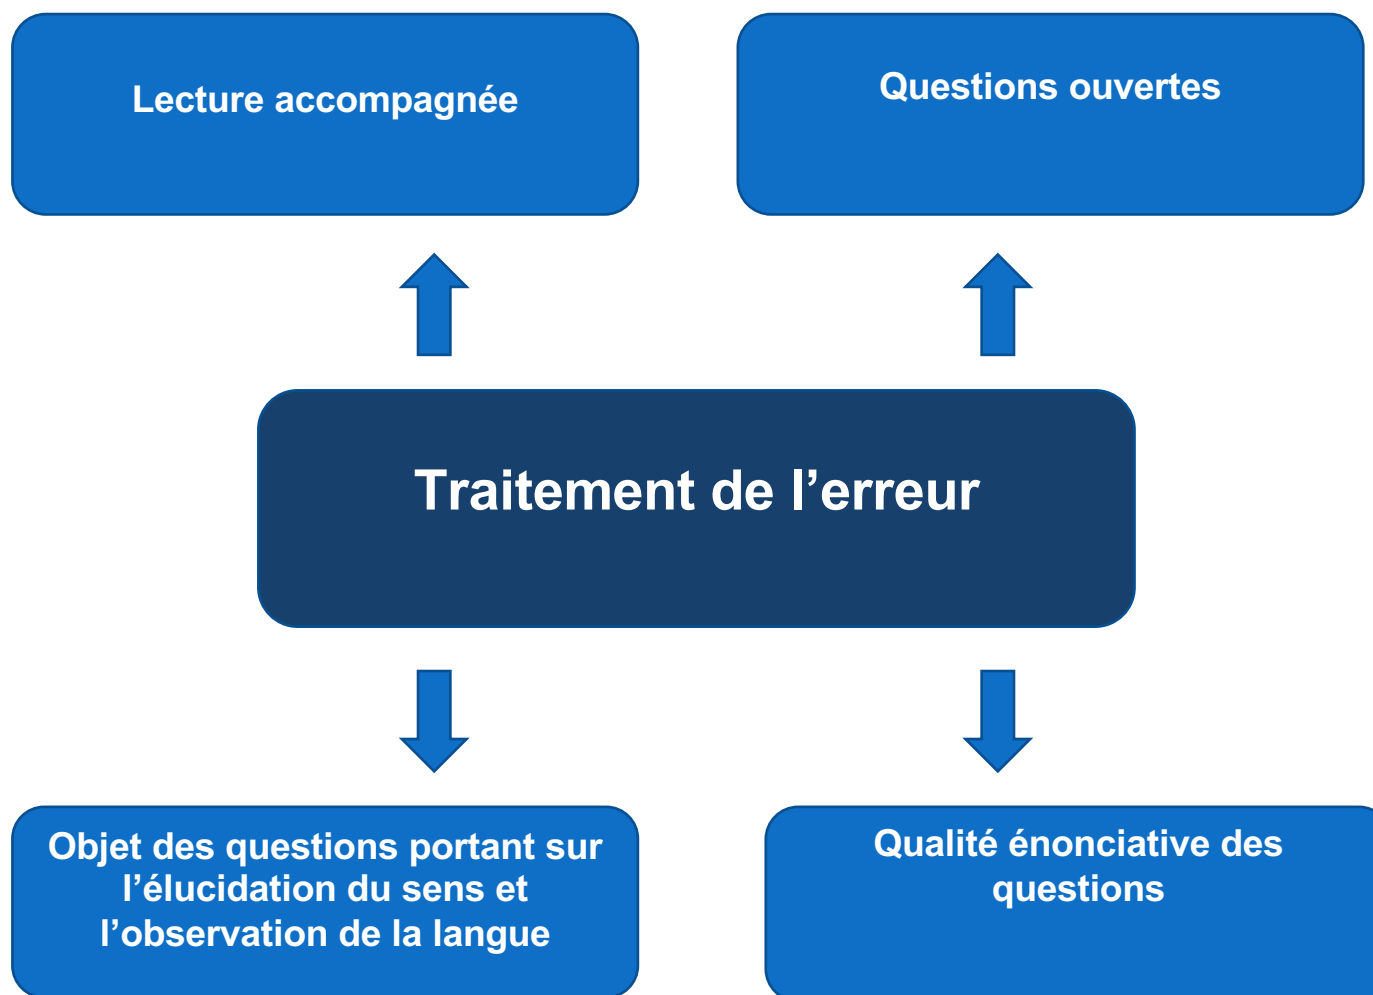 Lecture accompagnée
Questions ouvertes
Traitement de l’erreur
Objet des questions portant sur
l’élucidation du sens et
l’observation de la langue
Qualité énonciative des
questions